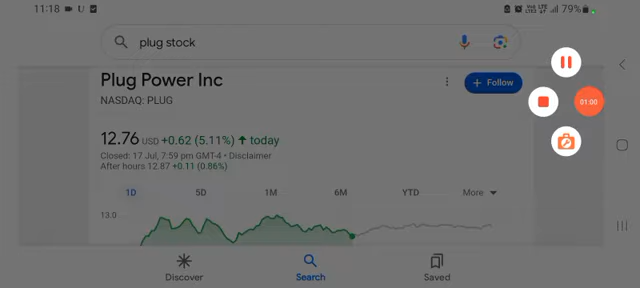 11:18 U 79%
plug stock
Plug Power Inc
+ Follow
NASDAQ: PLUG
01:00
12.76 USD +0.62 (5.11%) ↑ today
Closed: 17 Jul, 7:59 pm GMT-4 • Disclaimer
After hours 12.87 +0.11 (0.86%)
1D 5D 1M 6M YTD More
13.0
Discover Search Saved